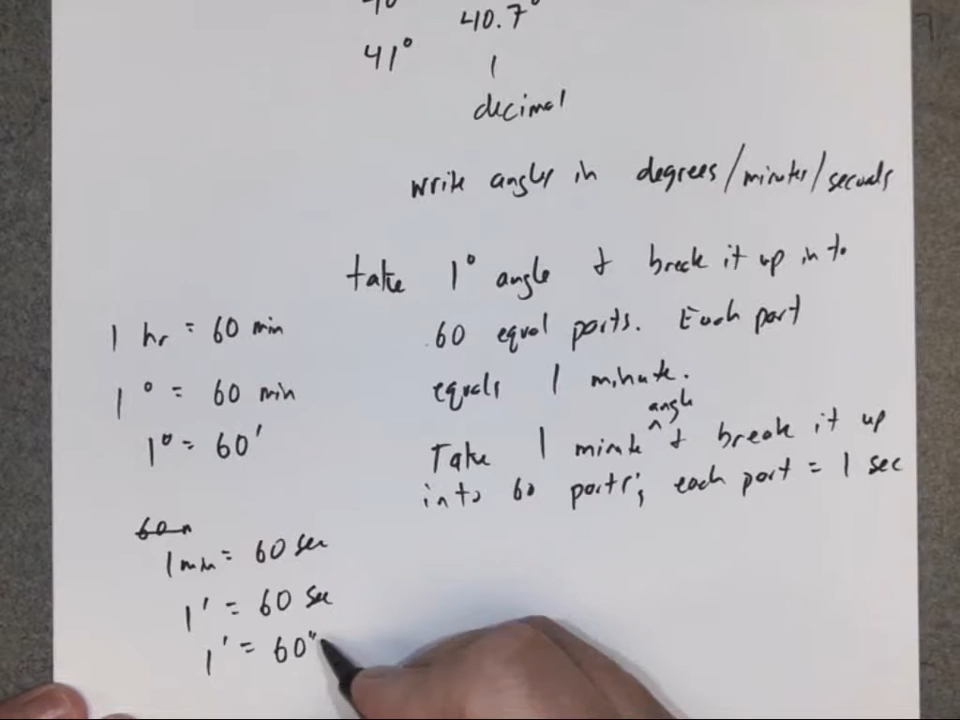 40.7°
41°
decimal
write angles in degrees/minutes/seconds
take 1° angle & break it up into
60 equal parts. Each part
equals 1 minute.
angle
Take 1 minute ^ & break it up
into 60 parts; each part = 1 sec
1 hr = 60 min
1° = 60 min
1° = 60'
1 min = 60 sec
1' = 60 sec
1' = 60"